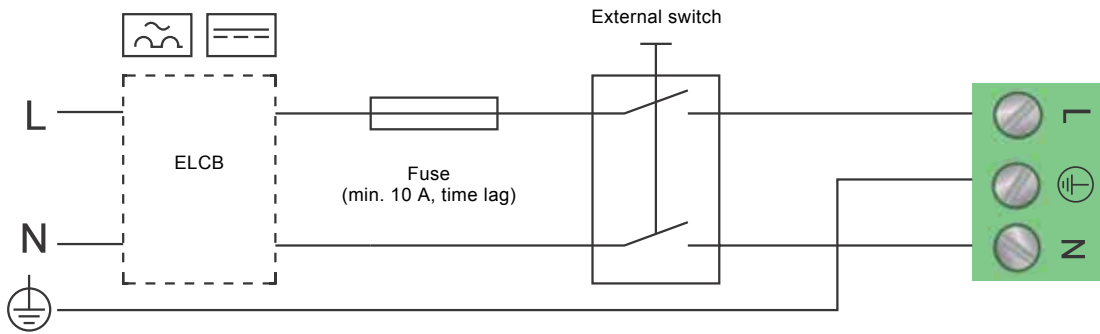 External switch
L
ELCB
Fuse
(min. 10 A, time lag)
N
L
N